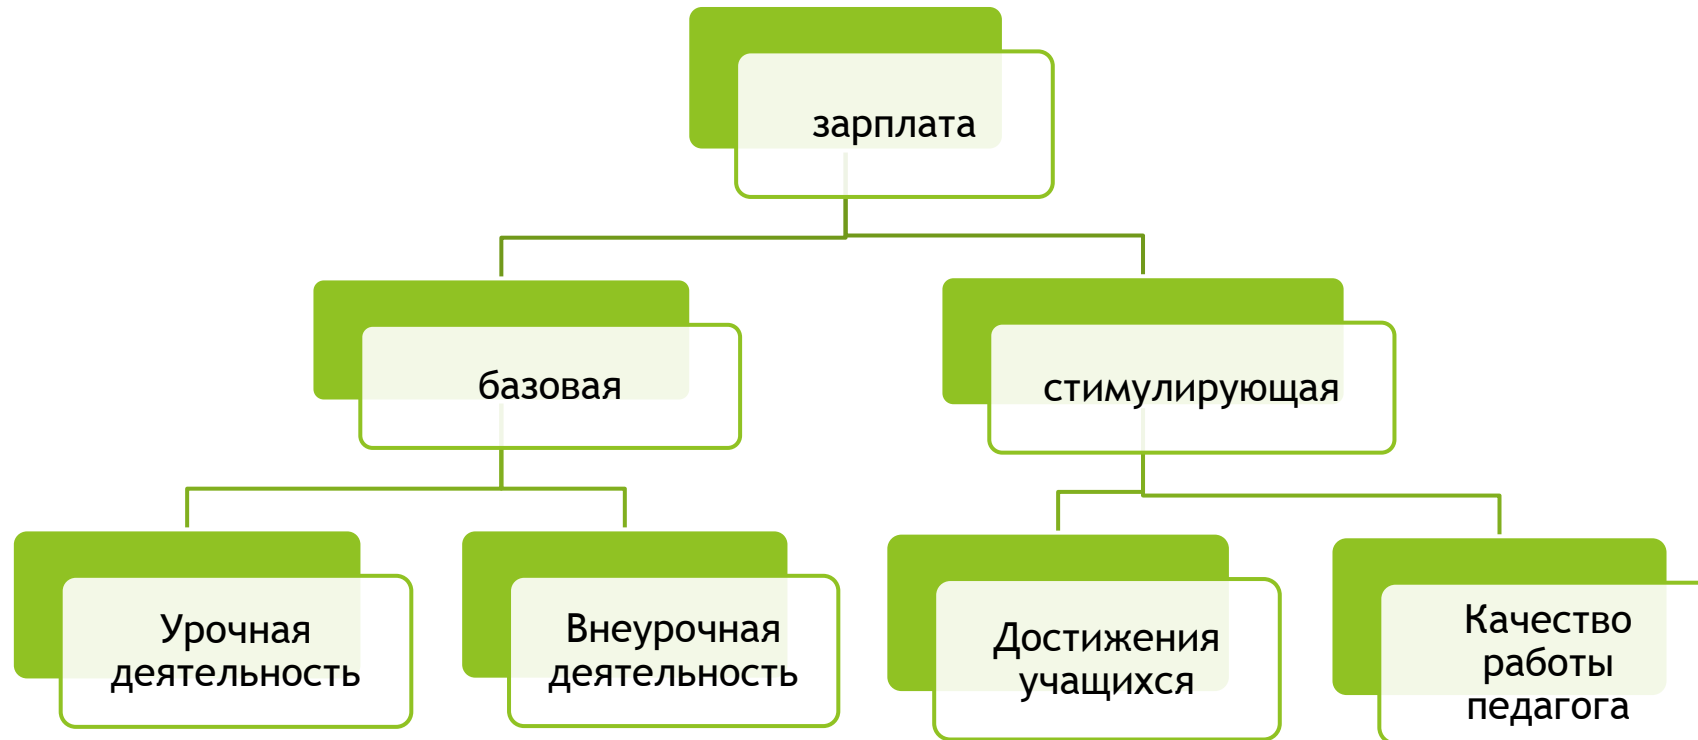 зарплата
базовая
стимулирующая
Урочная
деятельность
Внеурочная
деятельность
Достижения
учащихся
Качество
работы
педагога